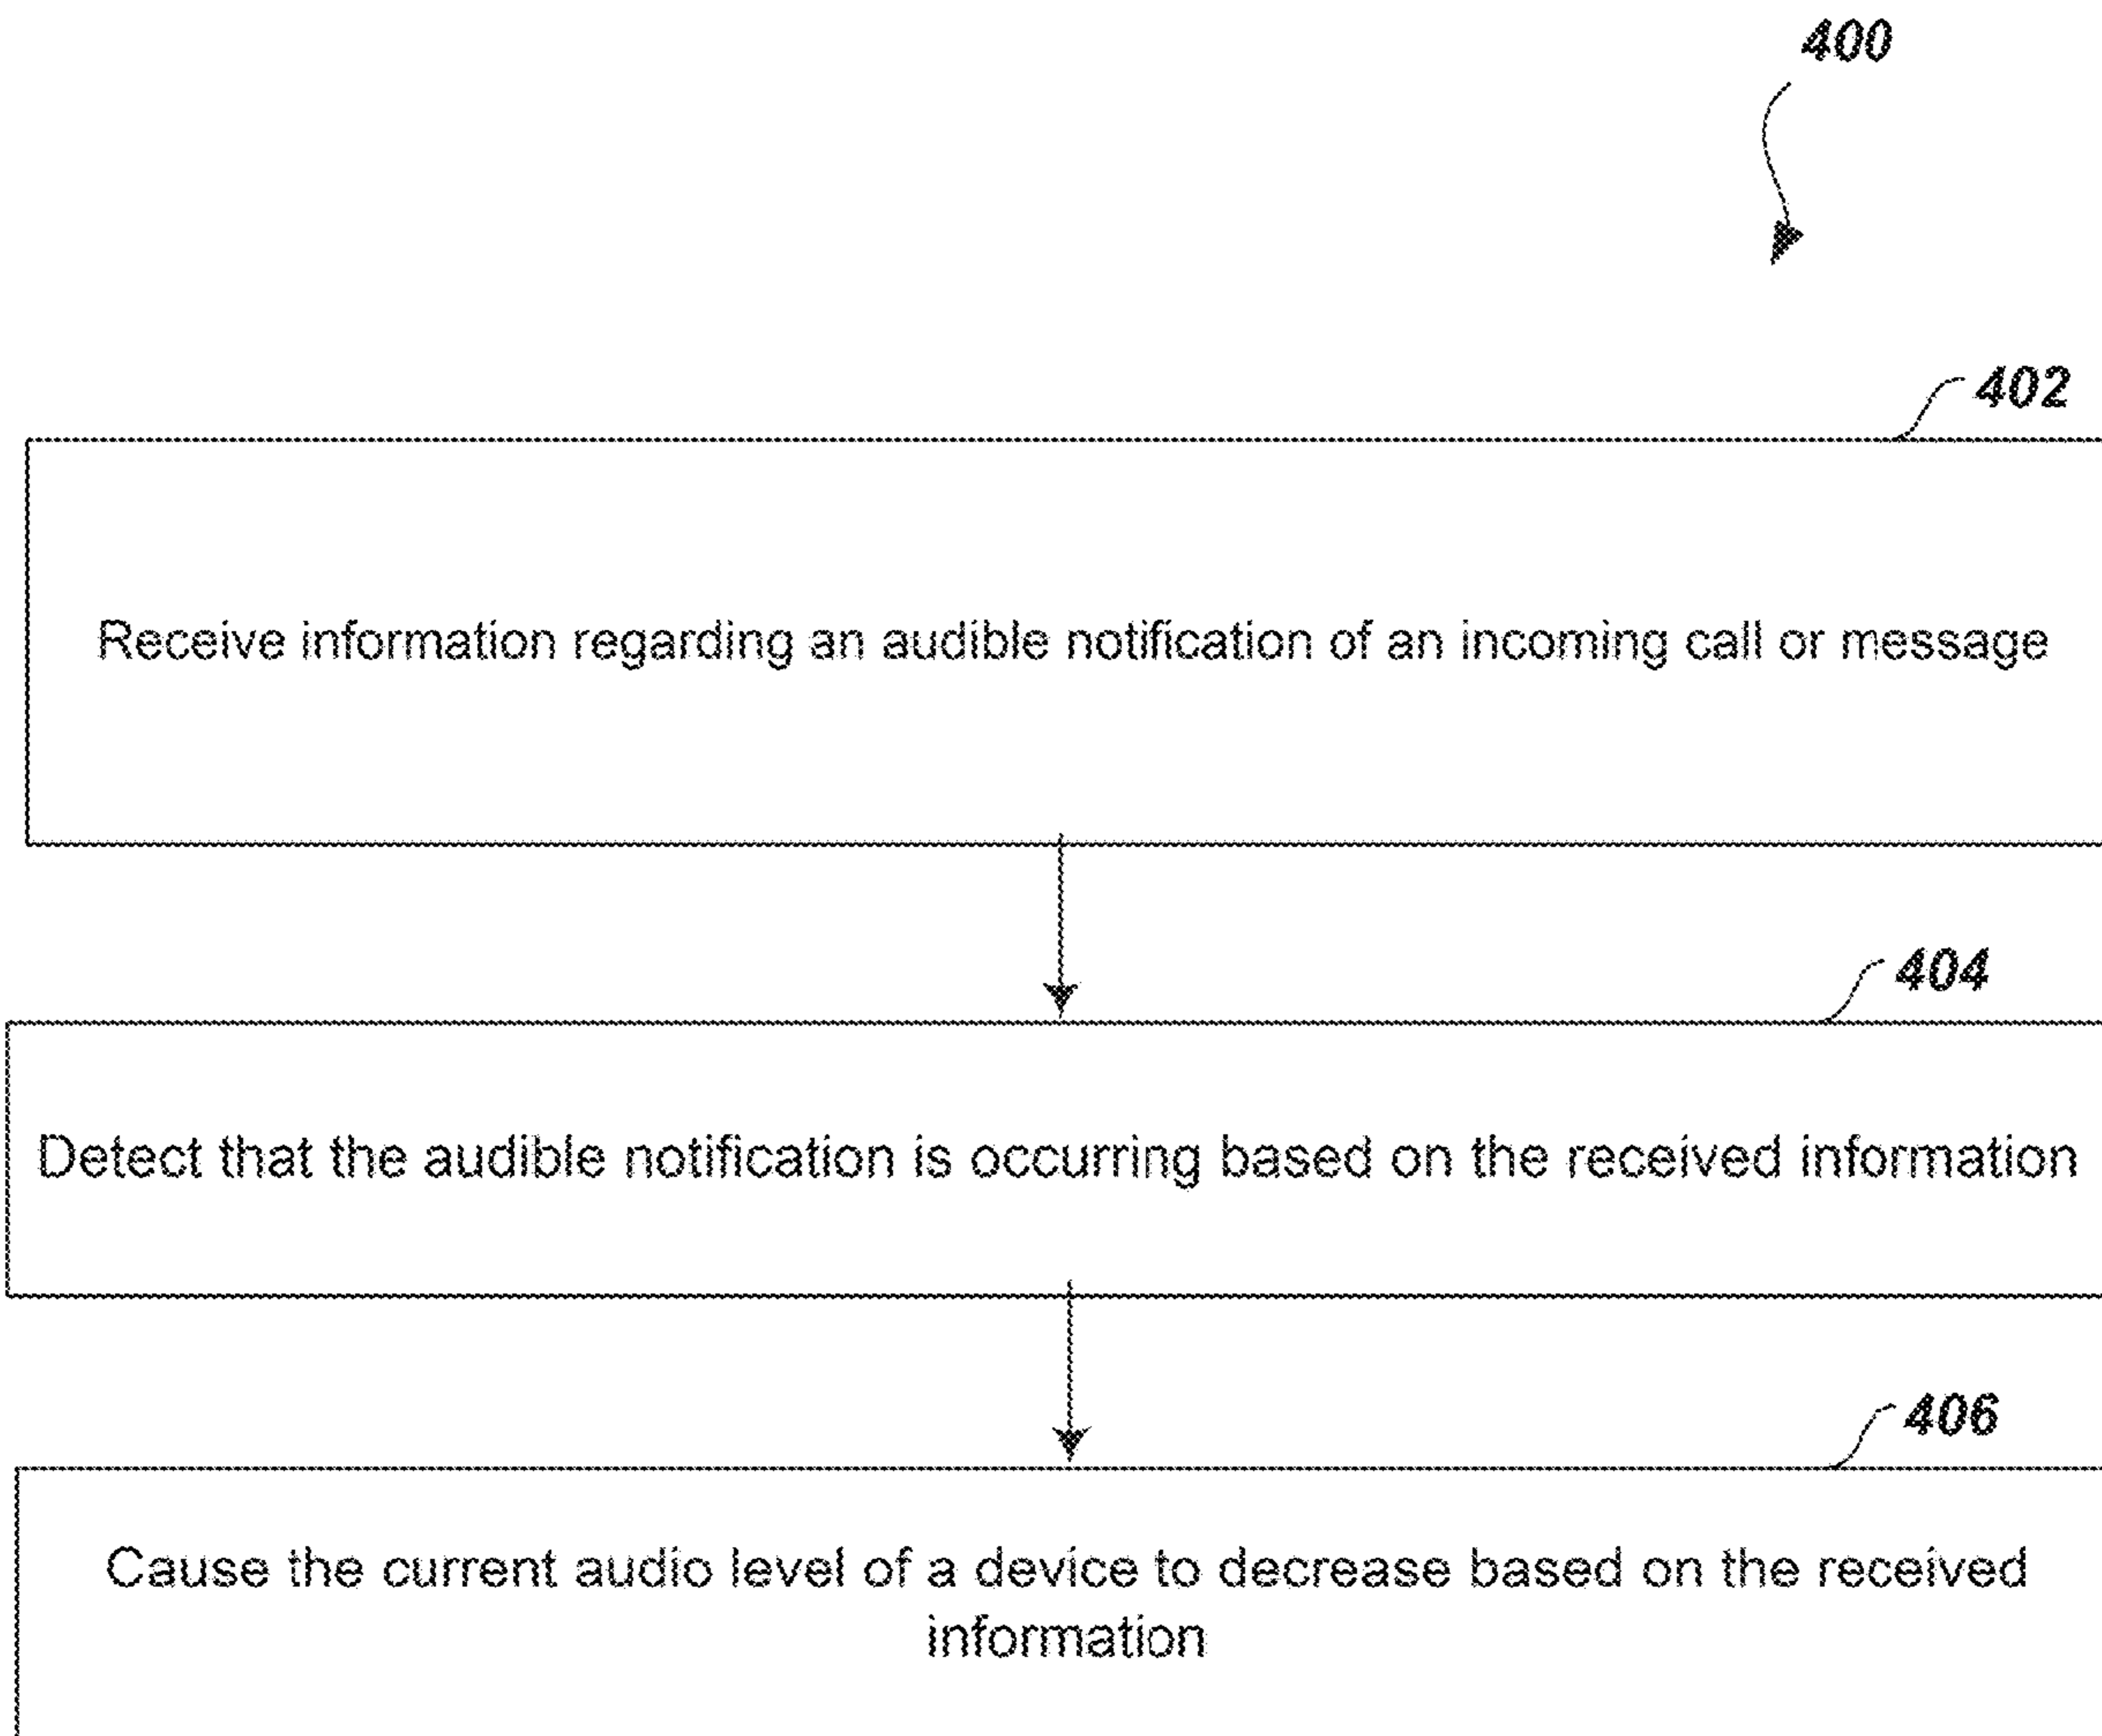 400
402
Receive information regarding an audible notification of an incoming call or message
404
Detect that the audible notification is occurring based on the received information
406
Cause the current audio level of a device to decrease based on the received
information